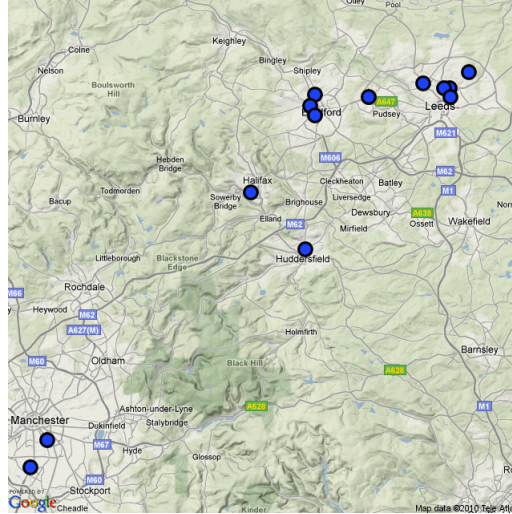 Otley
Pool
Keighley
Colne
Bingley
Shipley
Nelson
Boulsworth
Hill
A647
Pudsey
Leeds
Burnley
M621
M606
Hebden
Bridge
Halifax
Cleckheaton
Batley
M62
Todmorden
Sowerby
Bridge
Brighouse
Liversedge
M1
Bacup
Dewsbury
A638
Elland
M62
Mirfield
Ossett
Wakefield
Littleborough
Blackstone
Edge
Huddersfield
Rochdale
M66
Heywood
M62
A627(M)
Holmfirth
Barnsley
M60
Oldham
Black Hill
A628
Ashton-under-Lyne
A628
M1
Manchester
Dukinfield
Stalybridge
M67
Hyde
Glossop
M60
Stockport
POWERED BY
Google
Cheadle
Kinder
Map data ©2010 Tele Atl